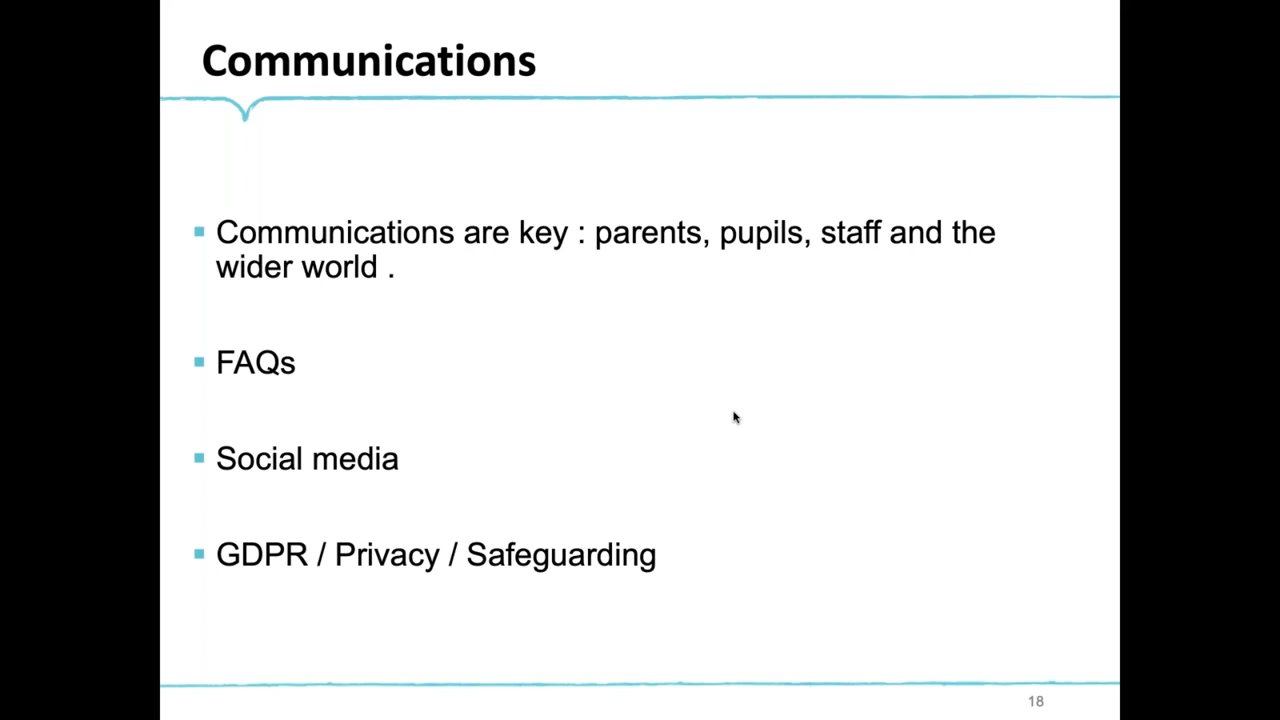 Communications
Communications are key : parents, pupils, staff and the
wider world .
FAQs
Social media
GDPR / Privacy / Safeguarding
18